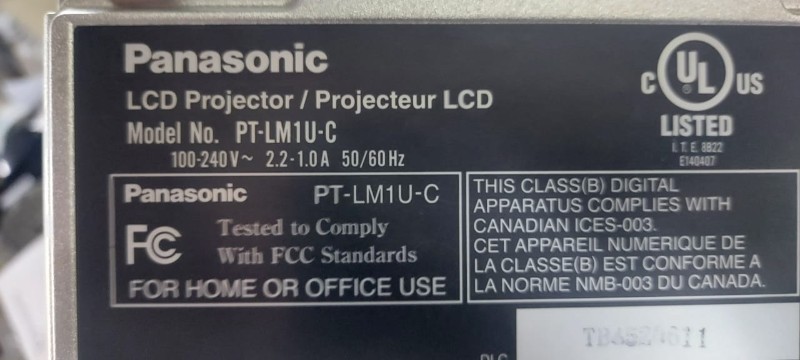 Panasonic
LCD Projector / Projecteur LCD
Model No. PT-LM1U-C
100-240V~ 2.2-1.0A 50/60Hz
C UL US
®
LISTED
I.T.E. 8B22
E140407
Panasonic PT-LM1U-C
FC Tested to Comply
With FCC Standards
FOR HOME OR OFFICE USE
THIS CLASS(B) DIGITAL
APPARATUS COMPLIES WITH
CANADIAN ICES-003.
CET APPAREIL NUMERIQUE DE
LA CLASSE(B) EST CONFORME A
LA NORME NMB-003 DU CANADA.